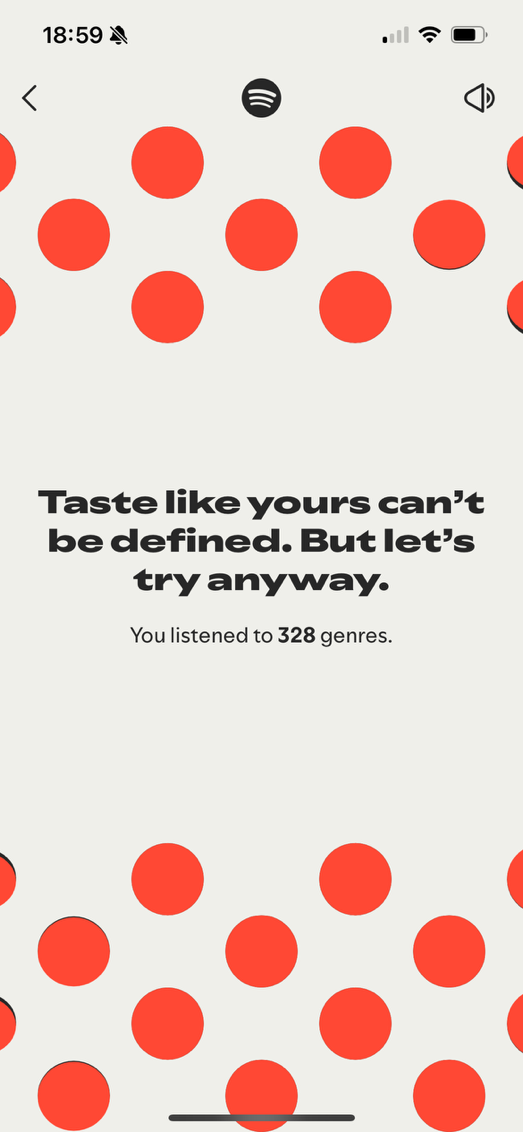 18:59
Taste like yours can’t
be defined. But let’s
try anyway.
You listened to 328 genres.